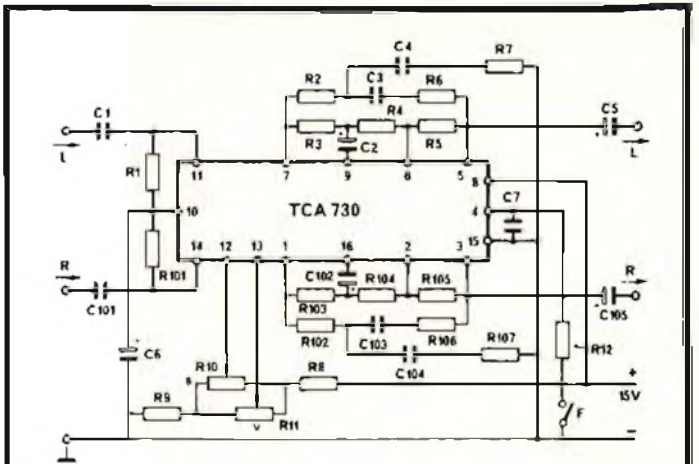 C4 R7
R2 C3 R6
C1 R4 C5
R3 C2 R5
L L
R1 11 7 9 6 5
8
10 TCA 730 4 C7
15
R 14 12 13 1 16 2 3 R
R101 C102 R104 R105
C101 R103 C105
R102 C103 R106 R107 R12
C6 C104
R10 R8 +
s 15V
R9 R11 F
v −